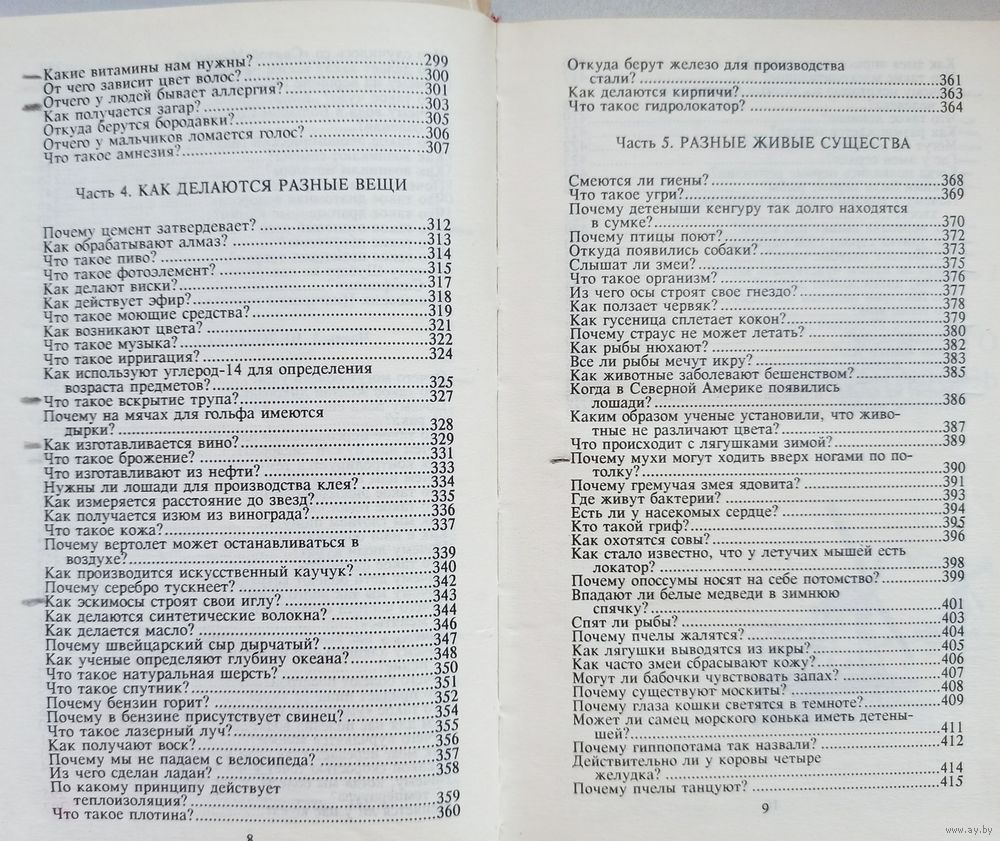 Какие витамины нам нужны? ........299
От чего зависит цвет волос? ........300
Отчего у людей бывает аллергия? ........301
Как получается загар? ........303
Откуда берутся бородавки? ........305
Отчего у мальчиков ломается голос? ........306
Что такое амнезия? ........307
Часть 4. КАК ДЕЛАЮТСЯ РАЗНЫЕ ВЕЩИ
Почему цемент затвердевает? ........312
Как обрабатывают алмаз? ........313
Что такое пиво? ........314
Что такое фотоэлемент? ........315
Как делают виски? ........317
Как действует эфир? ........318
Что такое моющие средства? ........319
Как возникают цвета? ........321
Что такое музыка? ........322
Что такое ирригация? ........324
Как используют углерод-14 для определения
возраста предметов? ........325
Что такое вскрытие трупа? ........327
Почему на мячах для гольфа имеются
дырки? ........328
Как изготавливается вино? ........329
Что такое брожение? ........331
Что изготавливают из нефти? ........333
Нужны ли лошади для производства клея? ........334
Как измеряется расстояние до звезд? ........335
Как получается изюм из винограда? ........336
Что такое кожа? ........337
Почему вертолет может останавливаться в
воздухе? ........339
Как производится искусственный каучук? ........340
Почему серебро тускнеет? ........342
Как эскимосы строят свои иглу? ........343
Как делаются синтетические волокна? ........344
Как делается масло? ........346
Почему швейцарский сыр дырчатый? ........347
Как ученые определяют глубину океана? ........348
Что такое натуральная шерсть? ........350
Что такое спутник? ........351
Почему бензин горит? ........352
Почему в бензине присутствует свинец? ........354
Что такое лазерный луч? ........355
Как получают воск? ........356
Почему мы не падаем с велосипеда? ........357
Из чего сделан ладан? ........358
По какому принципу действует
теплоизоляция? ........359
Что такое плотина? ........360
8
Откуда берут железо для производства
стали? ........361
Как делаются кирпичи? ........363
Что такое гидролокатор? ........364
Часть 5. РАЗНЫЕ ЖИВЫЕ СУЩЕСТВА
Смеются ли гиены? ........368
Что такое угри? ........369
Почему детеныши кенгуру так долго находятся
в сумке? ........370
Почему птицы поют? ........372
Откуда появились собаки? ........373
Слышат ли змеи? ........375
Что такое организм? ........376
Из чего осы строят свое гнездо? ........377
Как ползает червяк? ........378
Как гусеница сплетает кокон? ........379
Почему страус не может летать? ........380
Как рыбы нюхают? ........382
Все ли рыбы мечут икру? ........383
Как животные заболевают бешенством? ........385
Когда в Северной Америке появились
лошади? ........386
Каким образом ученые установили, что живо-
тные не различают цвета? ........387
Что происходит с лягушками зимой? ........389
Почему мухи могут ходить вверх ногами по по-
толку? ........390
Почему гремучая змея ядовита? ........391
Где живут бактерии? ........393
Есть ли у насекомых сердце? ........394
Кто такой гриф? ........395
Как охотятся совы? ........396
Как стало известно, что у летучих мышей есть
локатор? ........398
Почему опоссумы носят на себе потомство? ........399
Впадают ли белые медведи в зимнюю
спячку? ........401
Спят ли рыбы? ........403
Почему пчелы жалятся? ........404
Как лягушки выводятся из икры? ........405
Как часто змеи сбрасывают кожу? ........406
Могут ли бабочки чувствовать запах? ........407
Почему существуют москиты? ........408
Почему глаза кошки светятся в темноте? ........409
Может ли самец морского конька иметь детены-
шей? ........411
Почему гиппопотама так назвали? ........412
Действительно ли у коровы четыре
желудка? ........414
Почему пчелы танцуют? ........415
9
www.ay.by